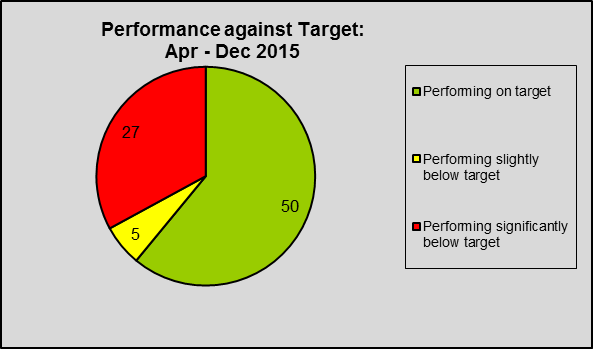 Performance against Target:
Apr - Dec 2015
27
50
5
Performing on target
Performing slightly
below target
Performing significantly
below target